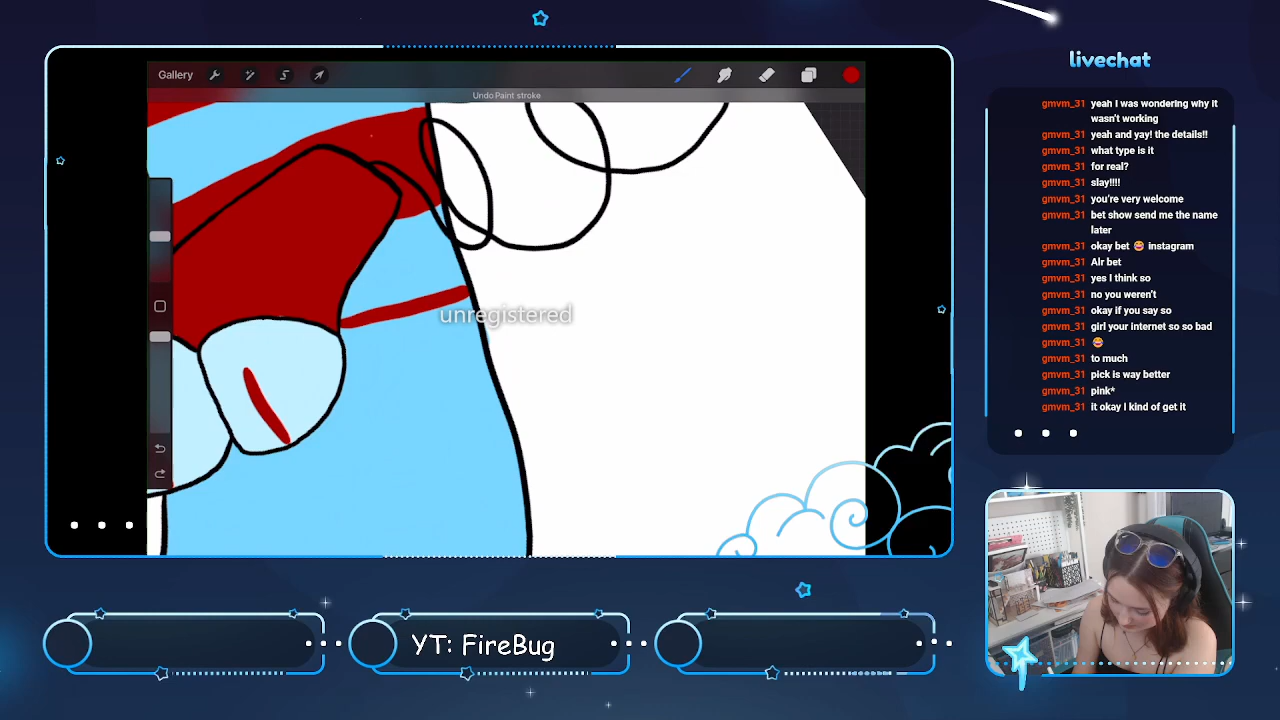 livechat
Gallery
Undo Paint stroke
unregistered
gmvm_31 yeah I was wondering why it
wasn't working
gmvm_31 yeah and yay! the details!!
gmvm_31 what type is it
gmvm_31 for real?
gmvm_31 slay!!!!
gmvm_31 you're very welcome
gmvm_31 bet show send me the name
later
gmvm_31 okay bet 🤩 instagram
gmvm_31 Alr bet
gmvm_31 yes I think so
gmvm_31 no you weren't
gmvm_31 okay if you say so
gmvm_31 girl your internet so so bad
gmvm_31 😂
gmvm_31 to much
gmvm_31 pick is way better
gmvm_31 pink*
gmvm_31 it okay I kind of get it
YT: FireBug